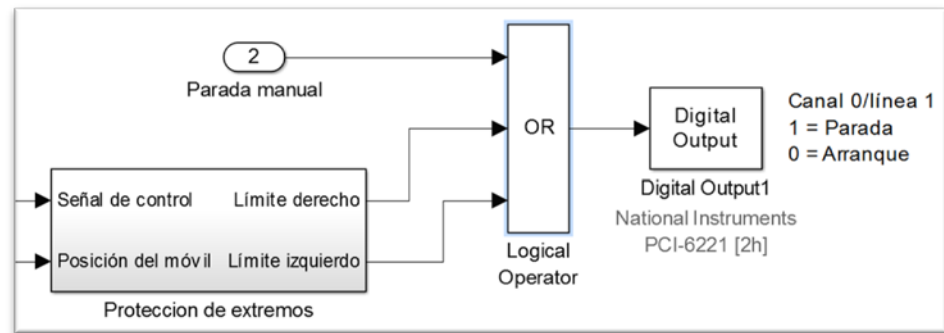 2
Parada manual
OR
Logical
Operator
Señal de control
Límite derecho
Posición del móvil
Límite izquierdo
Proteccion de extremos
Digital
Output
Digital Output1
National Instruments
PCI-6221 [2h]
Canal 0/línea 1
1 = Parada
0 = Arranque